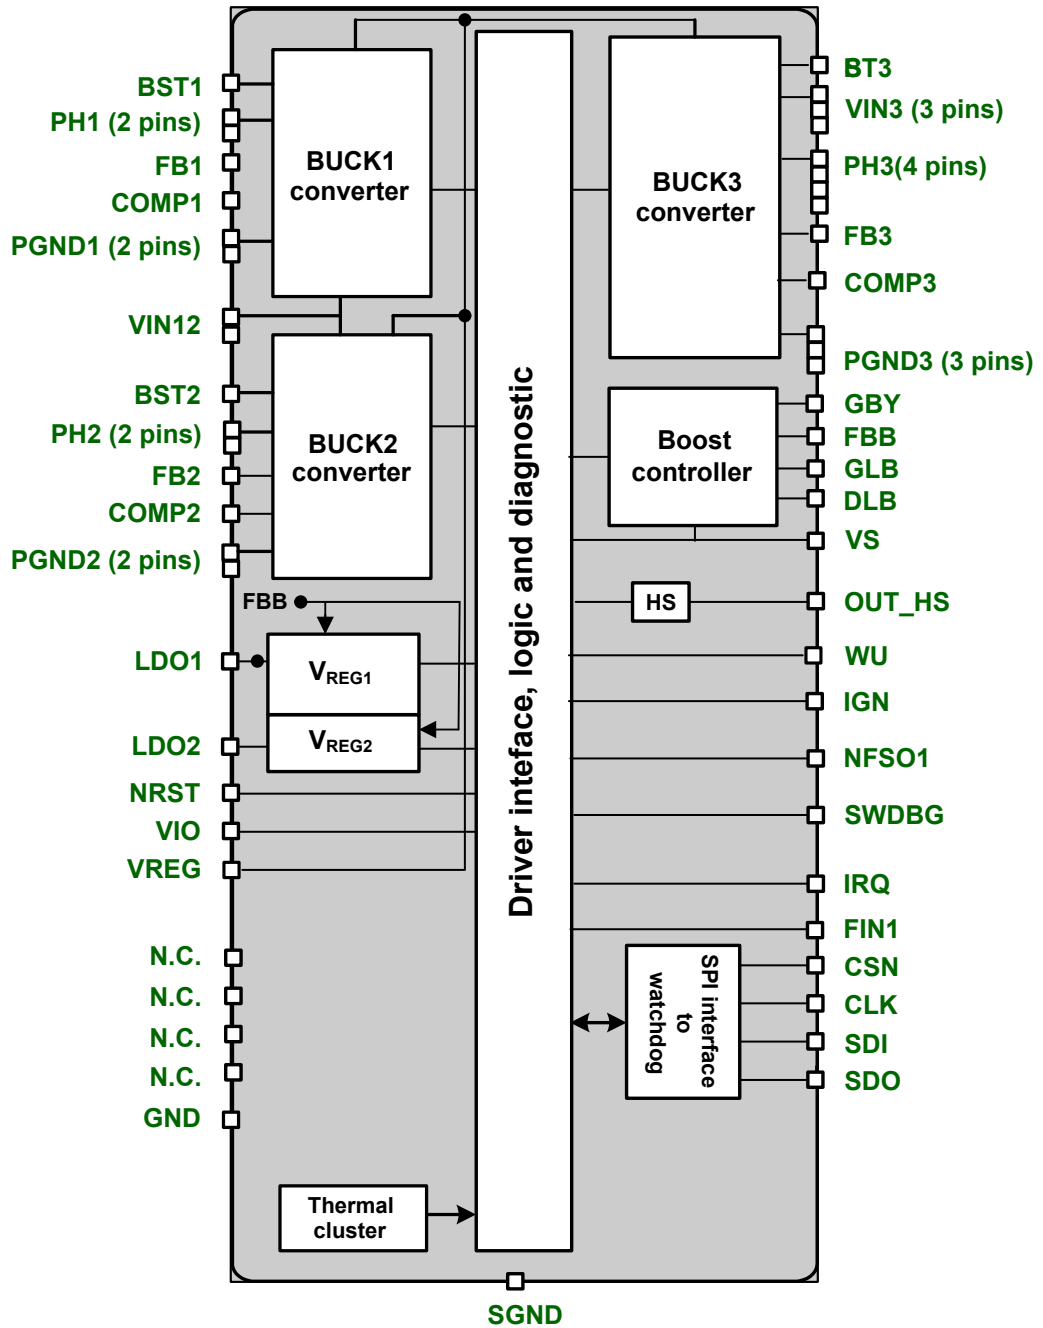 BST1
PH1 (2 pins)
FB1
COMP1
PGND1 (2 pins)
VIN12
BST2
PH2 (2 pins)
FB2
COMP2
PGND2 (2 pins)
LDO1
LDO2
NRST
VIO
VREG
N.C.
N.C.
N.C.
N.C.
GND
BUCK1
converter
BUCK2
converter
FBB
VREG1
VREG2
Thermal
cluster
Driver inteface, logic and diagnostic
BUCK3
converter
Boost
controller
HS
SPI interface
to
watchdog
BT3
VIN3 (3 pins)
PH3(4 pins)
FB3
COMP3
PGND3 (3 pins)
GBY
FBB
GLB
DLB
VS
OUT_HS
WU
IGN
NFSO1
SWDBG
IRQ
FIN1
CSN
CLK
SDI
SDO
SGND